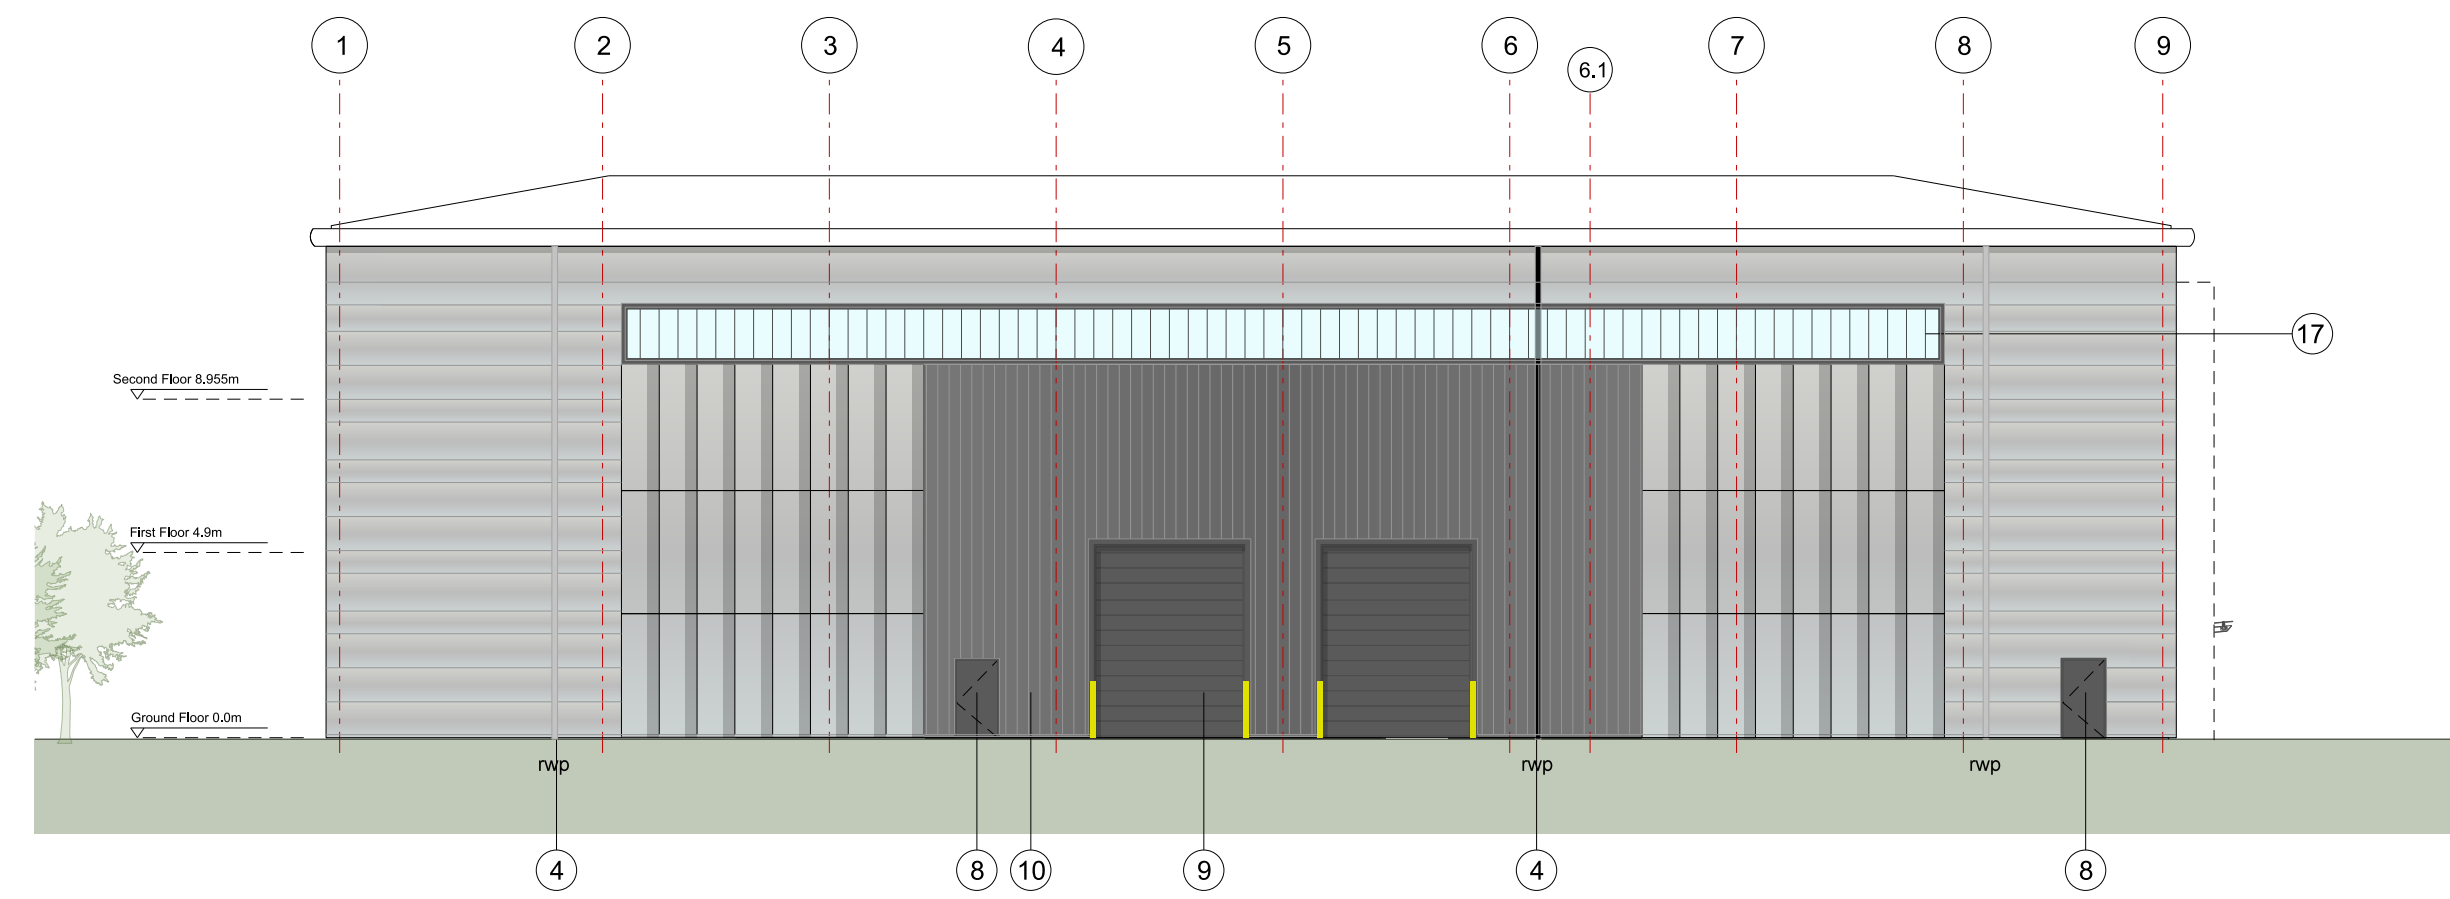 1 2 3 4 5 6 6.1 7 8 9
17
Second Floor 8.955m
First Floor 4.9m
Ground Floor 0.0m
rwp rwp rwp
4 8 10 9 4 8